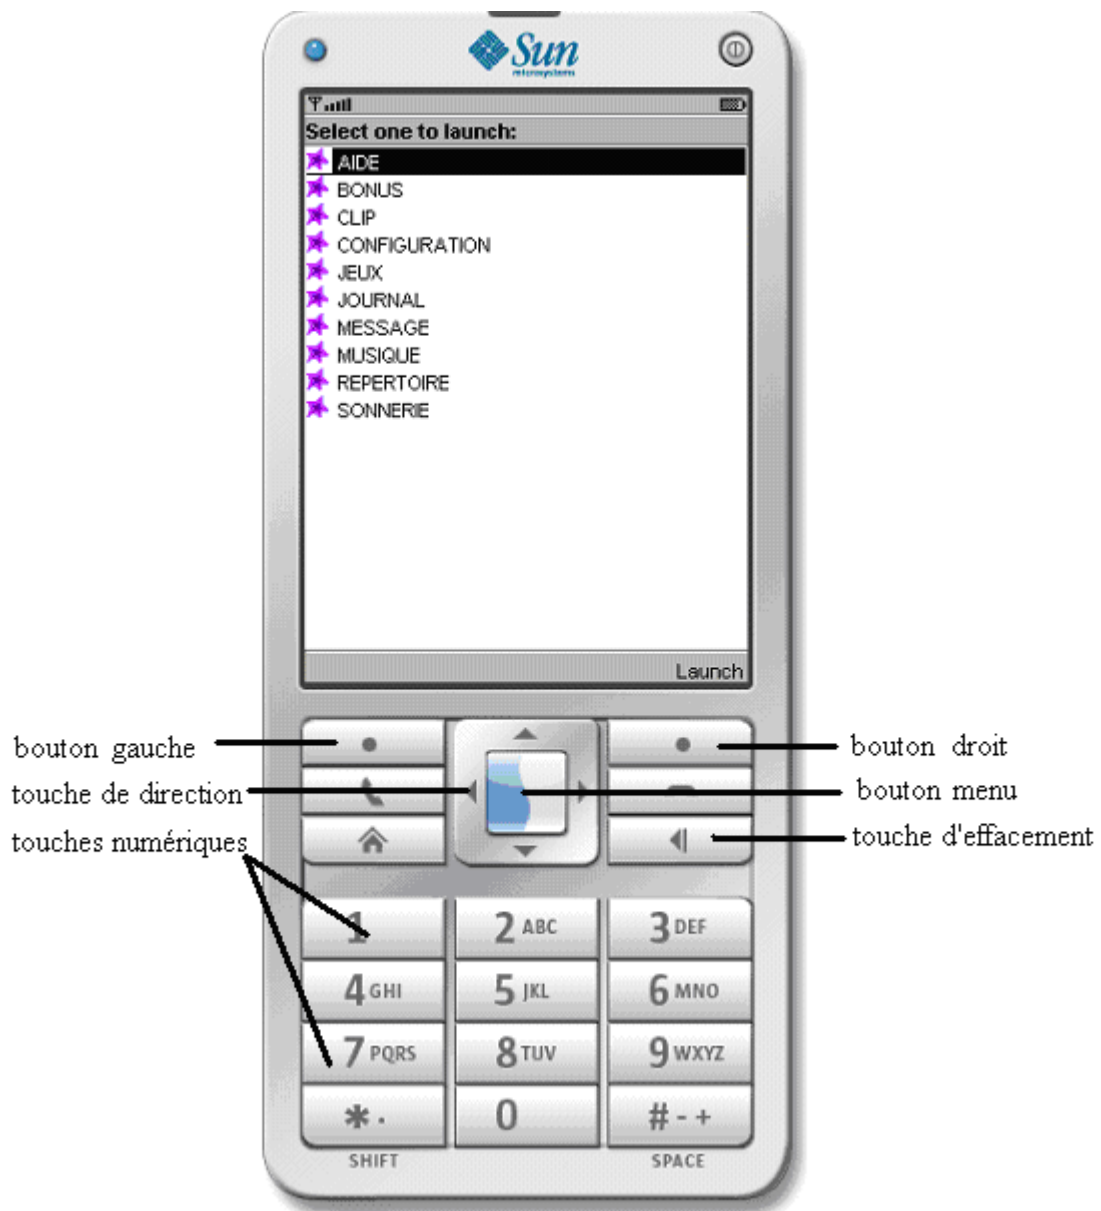 Sun
microsystems
Select one to launch:
AIDE
BONUS
CLIP
CONFIGURATION
JEUX
JOURNAL
MESSAGE
MUSIQUE
REPERTOIRE
SONNERIE
Launch
bouton gauche
bouton droit
touche de direction
bouton menu
touches numériques
touche d'effacement
1
2 ABC
3 DEF
4 GHI
5 JKL
6 MNO
7 PQRS
8 TUV
9 WXYZ
* .
0
# - +
SHIFT
SPACE